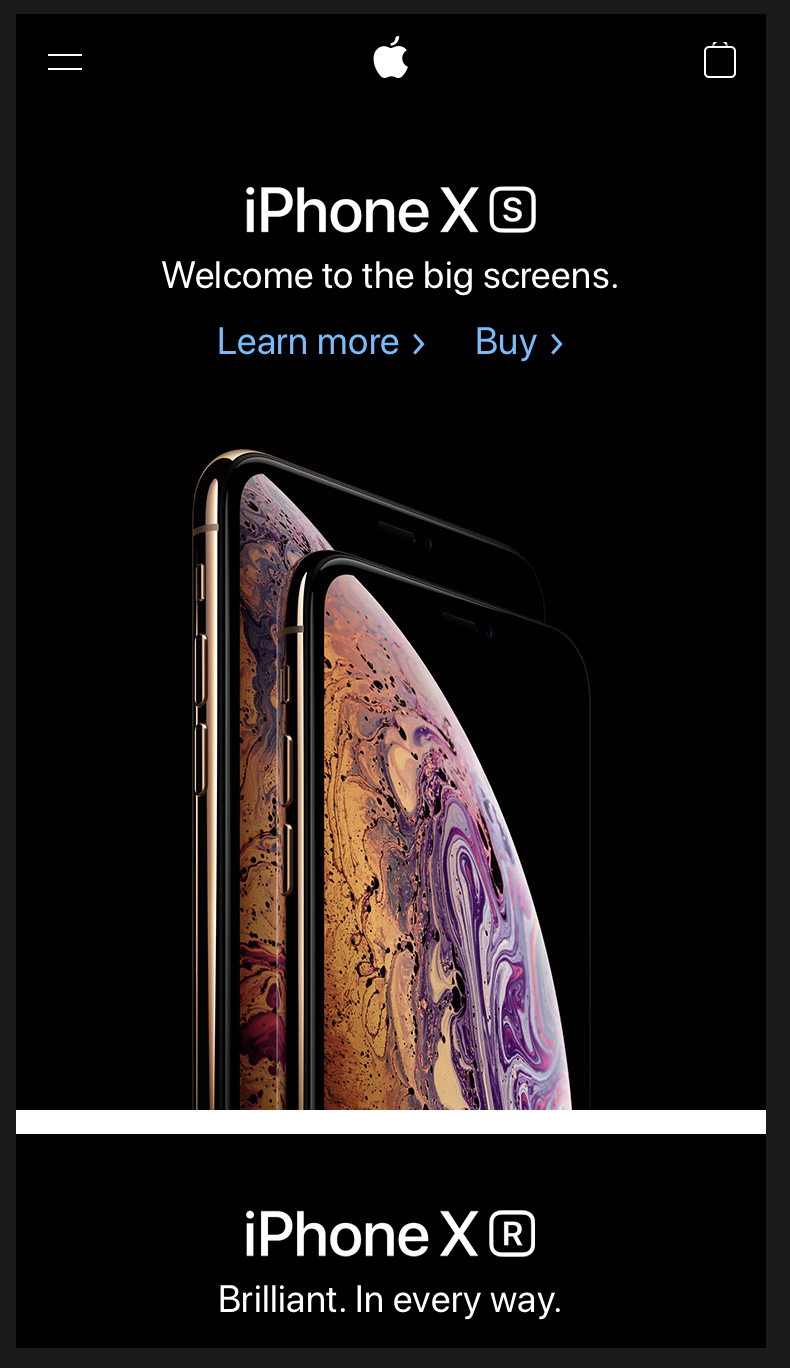 iPhone XS
Welcome to the big screens.
Learn more > Buy >
iPhone XR
Brilliant. In every way.